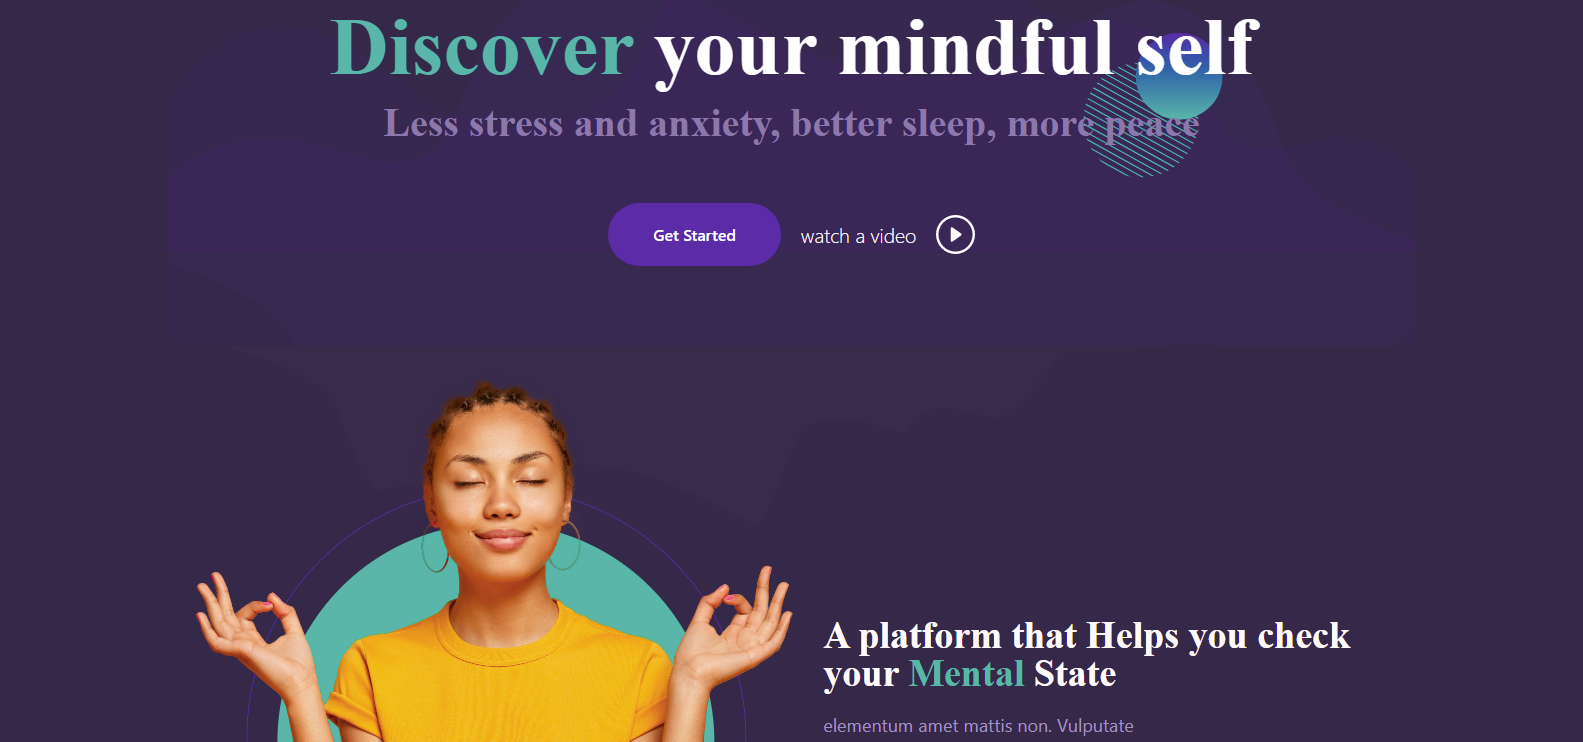 Discover your mindful self
Less stress and anxiety, better sleep, more peace
Get Started
watch a video
A platform that Helps you check
your Mental State
elementum amet mattis non. Vulputate